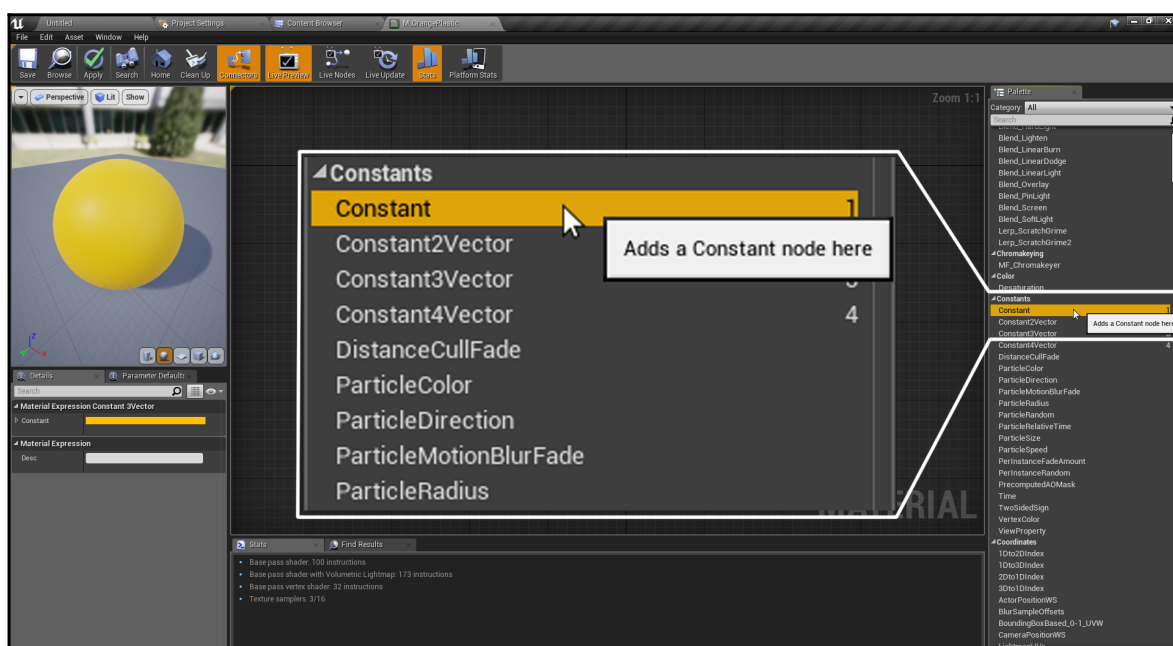 Untitled
Project Settings
Content Browser
M_OrangePlastic
File Edit Asset Window Help
Save Browse Apply Search Home Clean Up Connectors Live Preview Live Nodes Live Update Stats Platform Stats
Perspective Lit Show
Zoom 1:1
Palette
Category: All
Search
Blend_HardLight
Blend_Lighten
Blend_LinearBurn
Blend_LinearDodge
Blend_LinearLight
Blend_Overlay
Blend_PinLight
Blend_Screen
Blend_SoftLight
Lerp_ScratchGrime
Lerp_ScratchGrime2
Chromakeying
MF_Chromakeyer
Color
Desaturation
Constants
Constant 1
Constant2Vector
Adds a Constant node here
Constant3Vector 3
Constant4Vector 4
DistanceCullFade
ParticleColor
ParticleDirection
ParticleMotionBlurFade
ParticleRadius
ParticleRandom
ParticleRelativeTime
ParticleSize
ParticleSpeed
PerInstanceFadeAmount
PerInstanceRandom
PrecomputedAOMask
Time
TwoSidedSign
VertexColor
ViewProperty
Coordinates
1Dto2DIndex
1Dto3DIndex
2Dto1DIndex
3Dto1DIndex
ActorPositionWS
BlurSampleOffsets
BoundingBoxBased_0-1_UVW
CameraPositionWS
LightmapUVs
Constants
Constant 1
Constant2Vector
Adds a Constant node here
Constant3Vector 3
Constant4Vector 4
DistanceCullFade
ParticleColor
ParticleDirection
ParticleMotionBlurFade
ParticleRadius
MATERIAL
Z
X
Details
Parameter Defaults
Search
Material Expression Constant 3Vector
Constant
Material Expression
Desc
Stats
Find Results
Base pass shader: 100 instructions
Base pass shader with Volumetric Lightmap: 173 instructions
Base pass vertex shader: 32 instructions
Texture samplers: 3/16